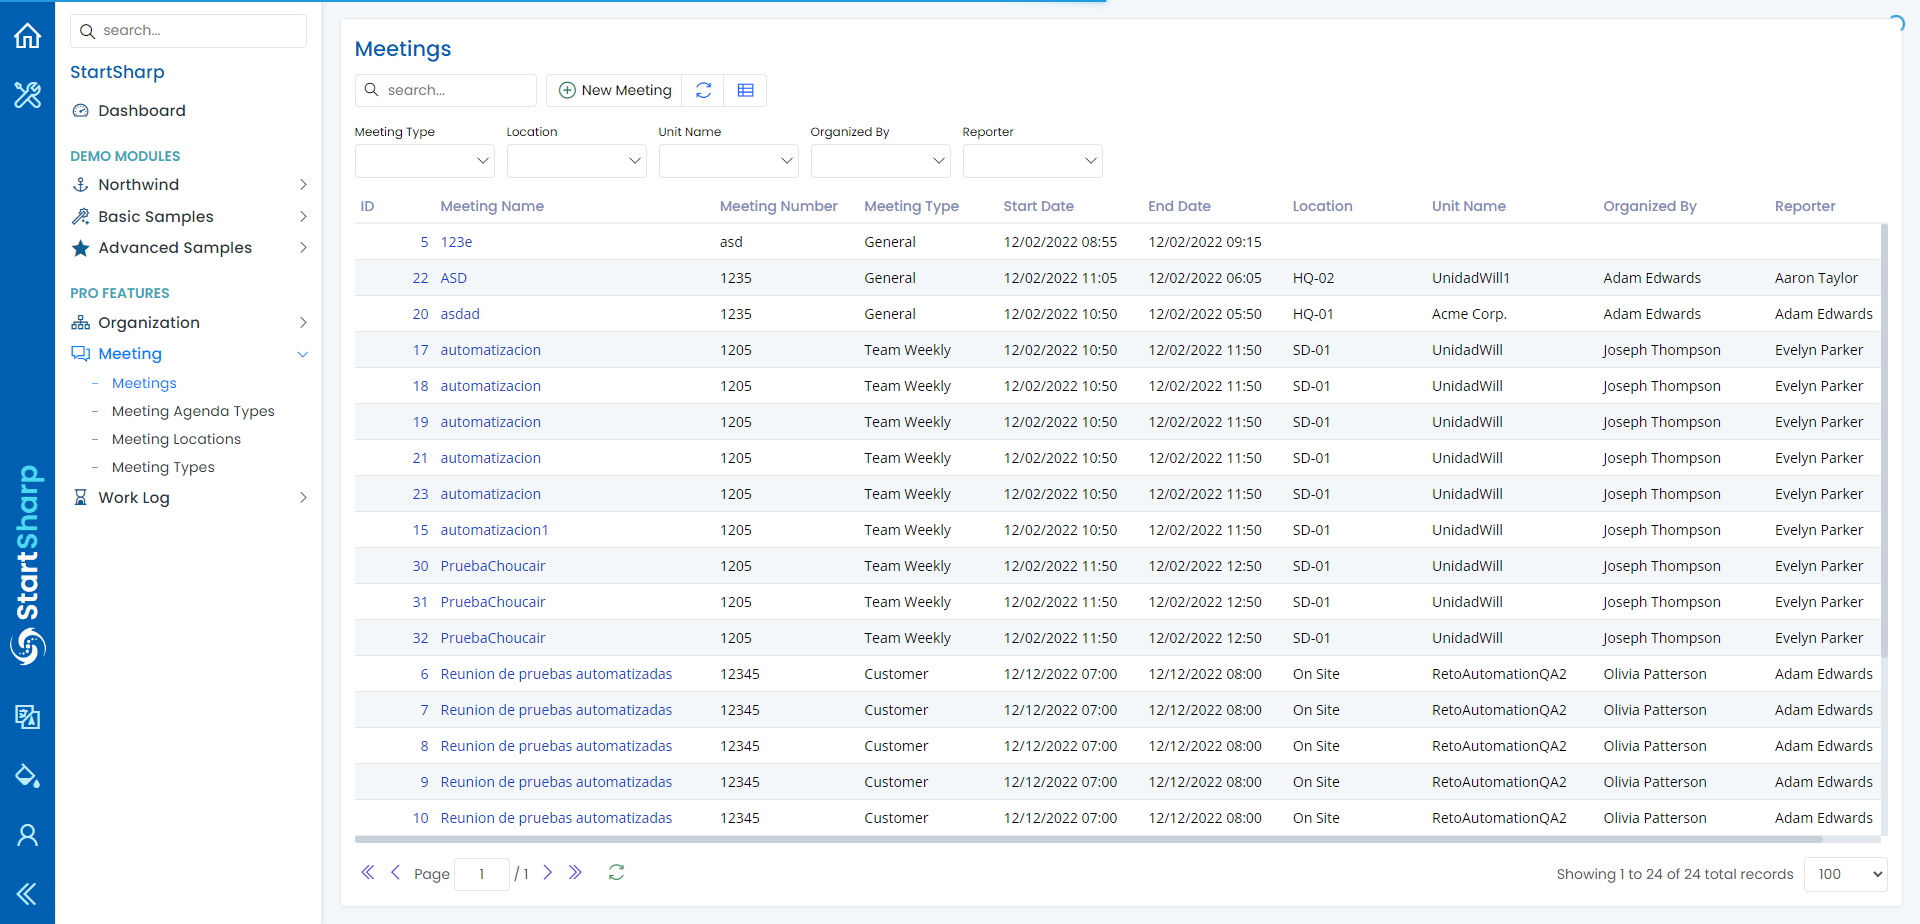 search...
StartSharp
Dashboard
DEMO MODULES
Northwind
Basic Samples
Advanced Samples
PRO FEATURES
Organization
Meeting
- Meetings
- Meeting Agenda Types
- Meeting Locations
- Meeting Types
Work Log
StartSharp
Meetings
search...
New Meeting
Meeting Type Location Unit Name Organized By Reporter
ID Meeting Name Meeting Number Meeting Type Start Date End Date Location Unit Name Organized By Reporter
5 123e asd General 12/02/2022 08:55 12/02/2022 09:15
22 ASD 1235 General 12/02/2022 11:05 12/02/2022 06:05 HQ-02 UnidadWill1 Adam Edwards Aaron Taylor
20 asdad 1235 General 12/02/2022 10:50 12/02/2022 05:50 HQ-01 Acme Corp. Adam Edwards Adam Edwards
17 automatizacion 1205 Team Weekly 12/02/2022 10:50 12/02/2022 11:50 SD-01 UnidadWill Joseph Thompson Evelyn Parker
18 automatizacion 1205 Team Weekly 12/02/2022 10:50 12/02/2022 11:50 SD-01 UnidadWill Joseph Thompson Evelyn Parker
19 automatizacion 1205 Team Weekly 12/02/2022 10:50 12/02/2022 11:50 SD-01 UnidadWill Joseph Thompson Evelyn Parker
21 automatizacion 1205 Team Weekly 12/02/2022 10:50 12/02/2022 11:50 SD-01 UnidadWill Joseph Thompson Evelyn Parker
23 automatizacion 1205 Team Weekly 12/02/2022 10:50 12/02/2022 11:50 SD-01 UnidadWill Joseph Thompson Evelyn Parker
15 automatizacion1 1205 Team Weekly 12/02/2022 10:50 12/02/2022 11:50 SD-01 UnidadWill Joseph Thompson Evelyn Parker
30 PruebaChoucair 1205 Team Weekly 12/02/2022 11:50 12/02/2022 12:50 SD-01 UnidadWill Joseph Thompson Evelyn Parker
31 PruebaChoucair 1205 Team Weekly 12/02/2022 11:50 12/02/2022 12:50 SD-01 UnidadWill Joseph Thompson Evelyn Parker
32 PruebaChoucair 1205 Team Weekly 12/02/2022 11:50 12/02/2022 12:50 SD-01 UnidadWill Joseph Thompson Evelyn Parker
6 Reunion de pruebas automatizadas 12345 Customer 12/12/2022 07:00 12/12/2022 08:00 On Site RetoAutomationQA2 Olivia Patterson Adam Edwards
7 Reunion de pruebas automatizadas 12345 Customer 12/12/2022 07:00 12/12/2022 08:00 On Site RetoAutomationQA2 Olivia Patterson Adam Edwards
8 Reunion de pruebas automatizadas 12345 Customer 12/12/2022 07:00 12/12/2022 08:00 On Site RetoAutomationQA2 Olivia Patterson Adam Edwards
9 Reunion de pruebas automatizadas 12345 Customer 12/12/2022 07:00 12/12/2022 08:00 On Site RetoAutomationQA2 Olivia Patterson Adam Edwards
10 Reunion de pruebas automatizadas 12345 Customer 12/12/2022 07:00 12/12/2022 08:00 On Site RetoAutomationQA2 Olivia Patterson Adam Edwards
Page 1 / 1
Showing 1 to 24 of 24 total records 100